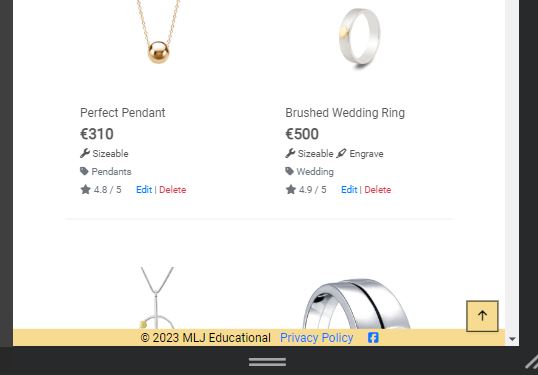 Perfect Pendant
€310
Sizeable
Pendants
4.8 / 5 Edit | Delete
Brushed Wedding Ring
€500
Sizeable Engrave
Wedding
4.9 / 5 Edit | Delete
© 2023 MLJ Educational Privacy Policy